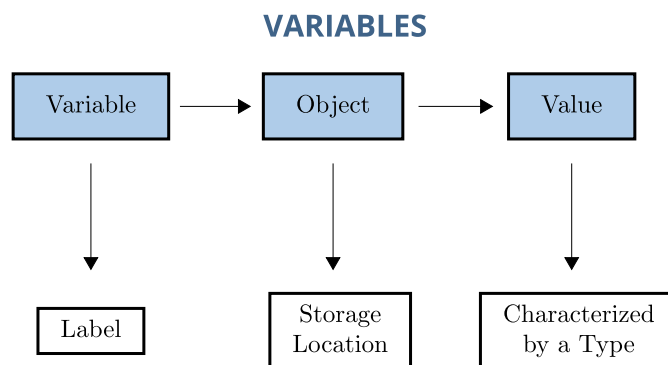 VARIABLES
Variable
Object
Value
Label
Storage
Location
Characterized
by a Type